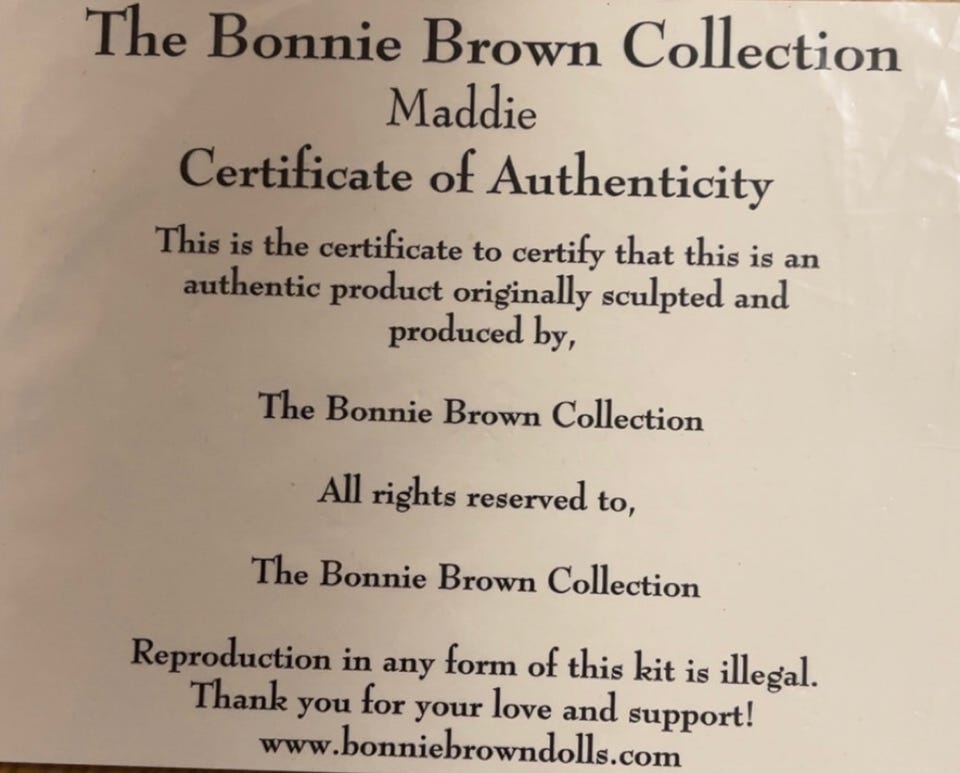 The Bonnie Brown Collection
Maddie
Certificate of Authenticity
This is the certificate to certify that this is an
authentic product originally sculpted and
produced by,
The Bonnie Brown Collection
All rights reserved to,
The Bonnie Brown Collection
Reproduction in any form of this kit is illegal.
Thank you for your love and support!
www.bonniebrowndolls.com